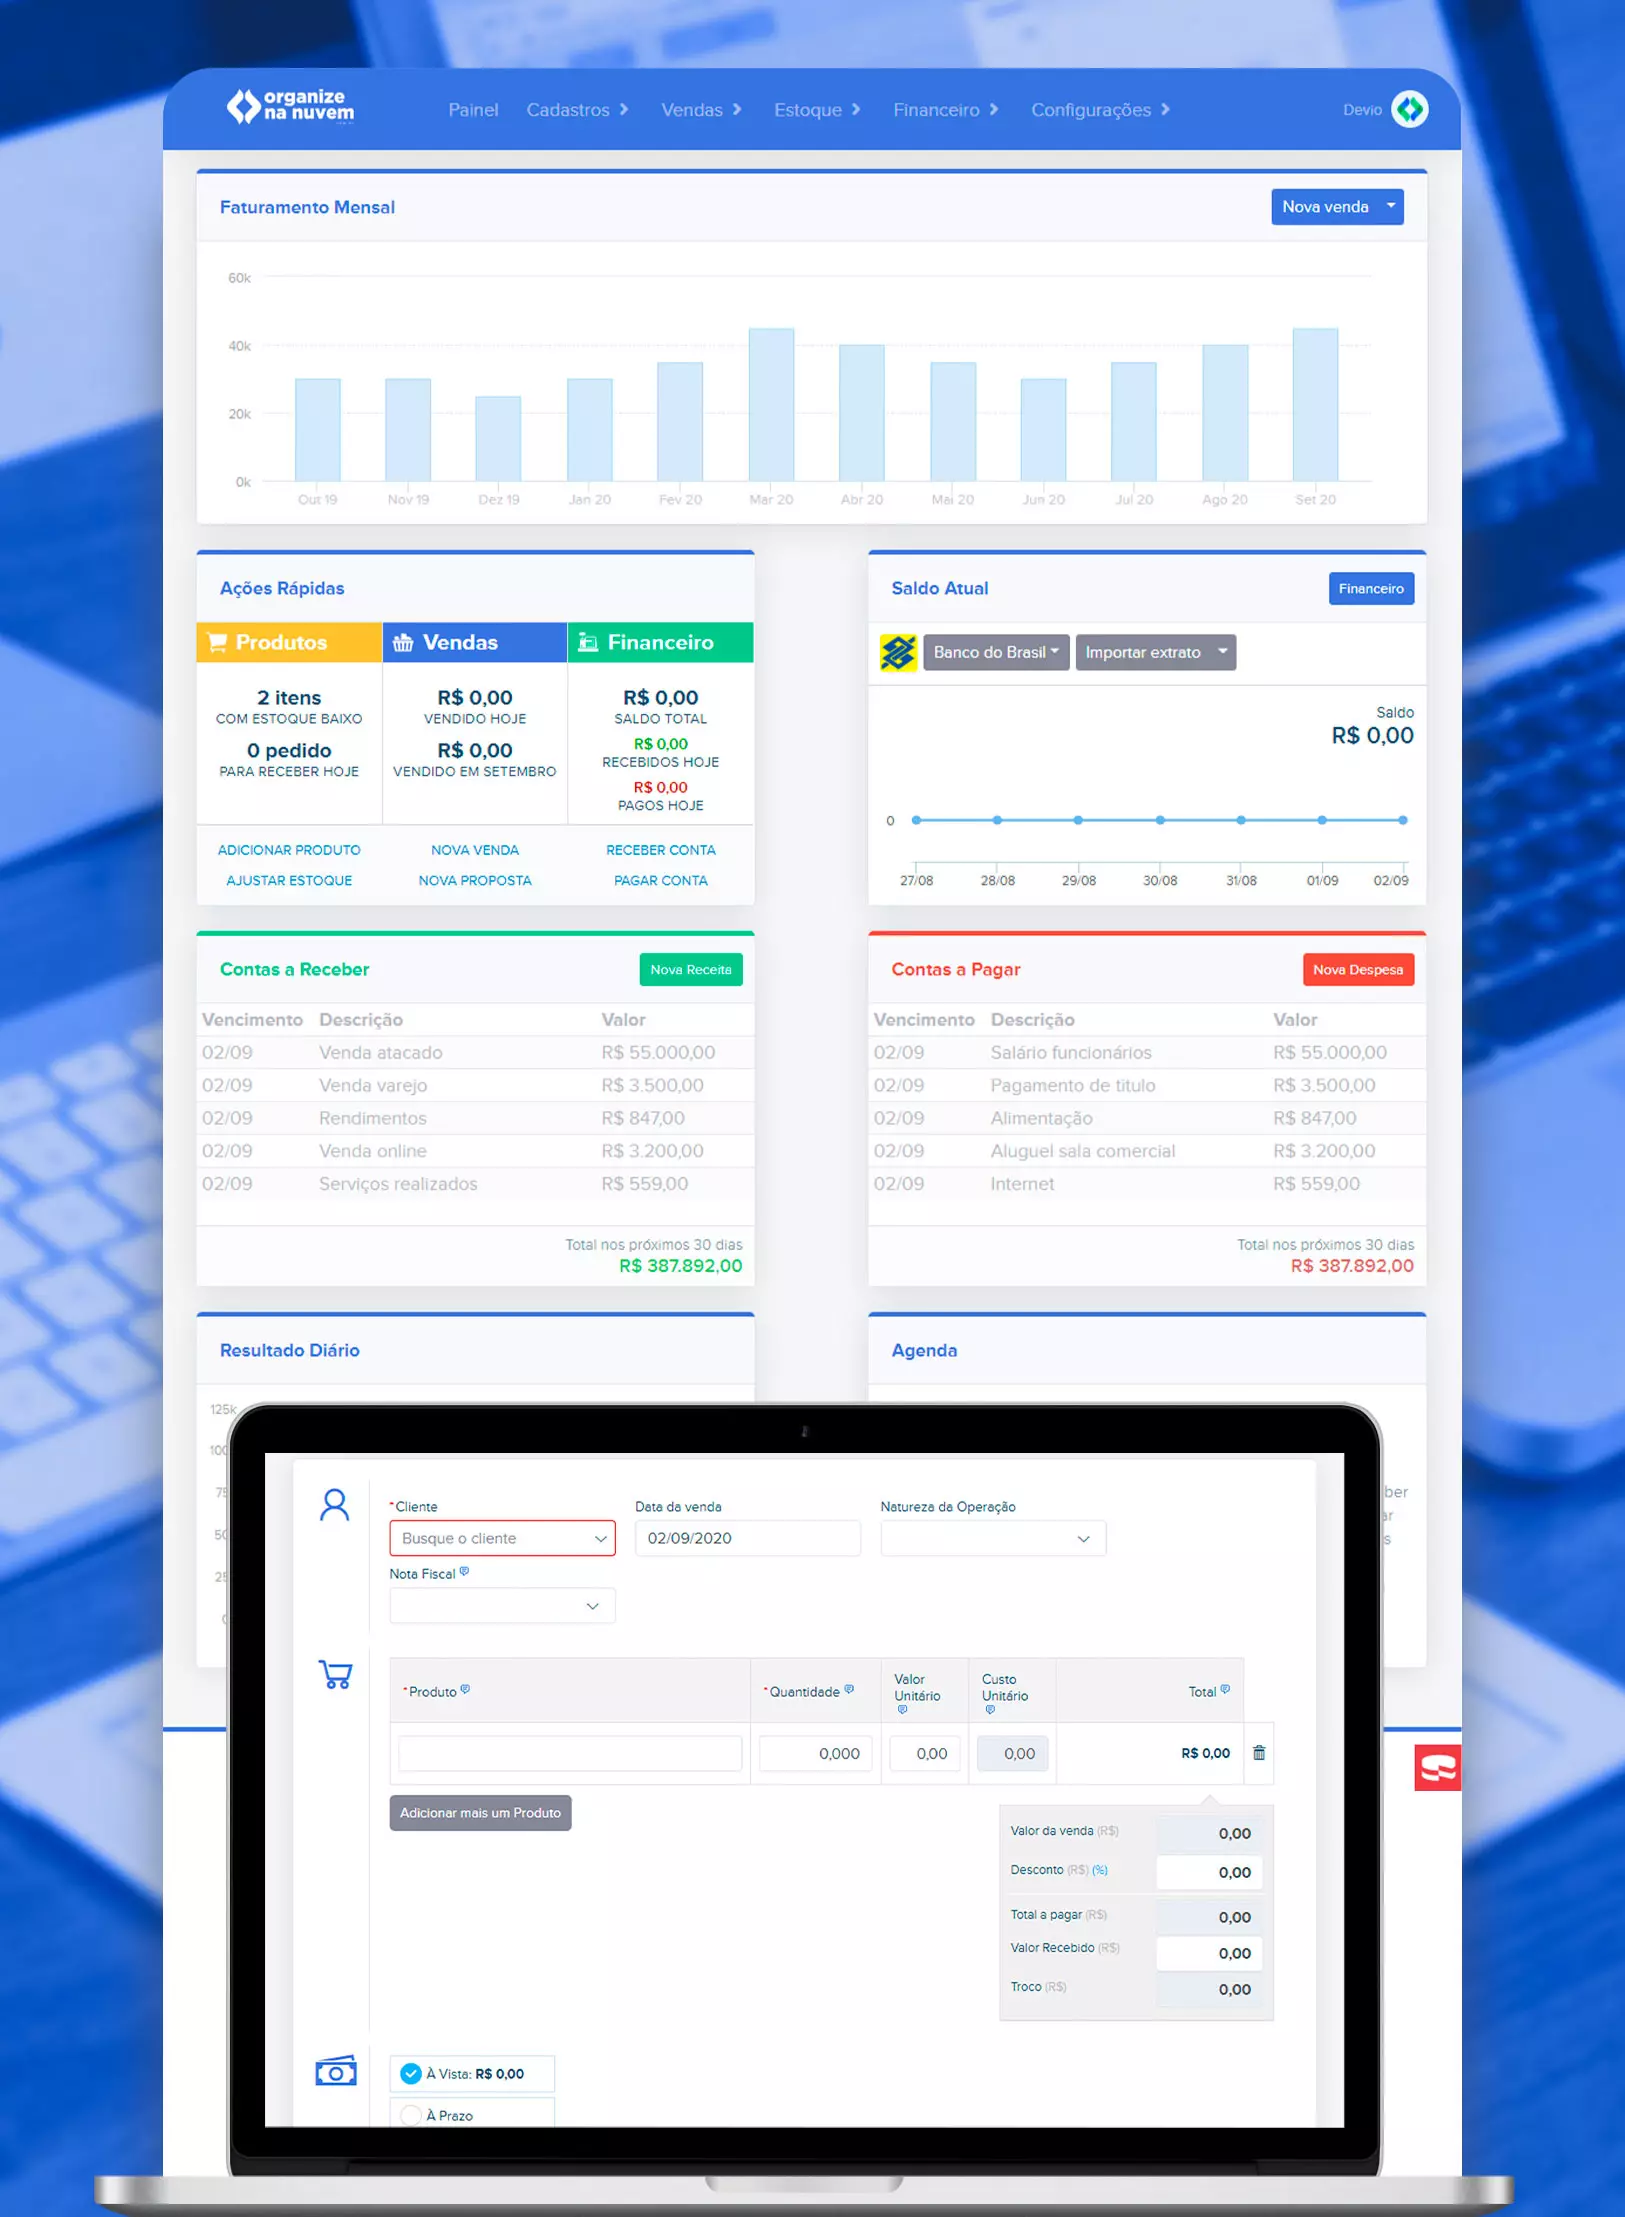 organize
na nuvem
Painel Cadastros Vendas Estoque Financeiro Configurações
Devio
Faturamento Mensal
Nova venda
60k
40k
20k
0k
Out 19 Nov 19 Dez 19 Jan 20 Fev 20 Mar 20 Abr 20 Mai 20 Jun 20 Jul 20 Ago 20 Set 20
Ações Rápidas
Produtos Vendas Financeiro
2 itens
COM ESTOQUE BAIXO
0 pedido
PARA RECEBER HOJE
R$ 0,00
VENDIDO HOJE
R$ 0,00
VENDIDO EM SETEMBRO
R$ 0,00
SALDO TOTAL
R$ 0,00
RECEBIDOS HOJE
R$ 0,00
PAGOS HOJE
ADICIONAR PRODUTO NOVA VENDA RECEBER CONTA
AJUSTAR ESTOQUE NOVA PROPOSTA PAGAR CONTA
Saldo Atual
Financeiro
Banco do Brasil Importar extrato
Saldo
R$ 0,00
0
27/08 28/08 29/08 30/08 31/08 01/09 02/09
Contas a Receber
Nova Receita
Vencimento Descrição Valor
02/09 Venda atacado R$ 55.000,00
02/09 Venda varejo R$ 3.500,00
02/09 Rendimentos R$ 847,00
02/09 Venda online R$ 3.200,00
02/09 Serviços realizados R$ 559,00
Total nos próximos 30 dias
R$ 387.892,00
Contas a Pagar
Nova Despesa
Vencimento Descrição Valor
02/09 Salário funcionários R$ 55.000,00
02/09 Pagamento de titulo R$ 3.500,00
02/09 Alimentação R$ 847,00
02/09 Aluguel sala comercial R$ 3.200,00
02/09 Internet R$ 559,00
Total nos próximos 30 dias
R$ 387.892,00
Resultado Diário
125k
Agenda
*Cliente
Busque o cliente
Data da venda
02/09/2020
Natureza da Operação
Nota Fiscal
*Produto *Quantidade Valor Unitário Custo Unitário Total
0,000 0,00 0,00 R$ 0,00
Adicionar mais um Produto
Valor da venda (R$) 0,00
Desconto (R$) (%) 0,00
Total a pagar (R$) 0,00
Valor Recebido (R$) 0,00
Troco (R$) 0,00
À Vista: R$ 0,00
À Prazo